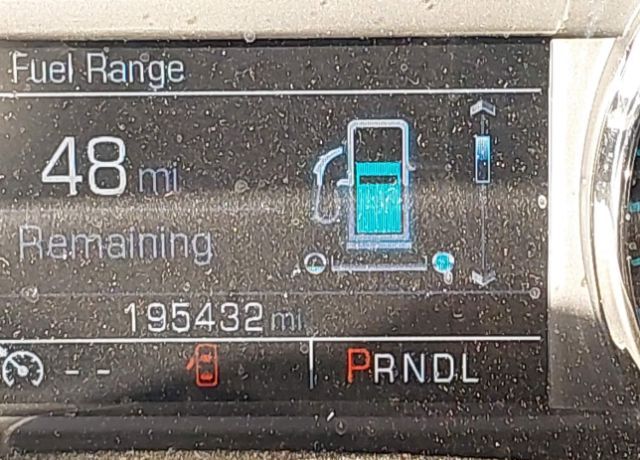 Fuel Range
48 mi
Remaining
195432 mi
-- PRNDL